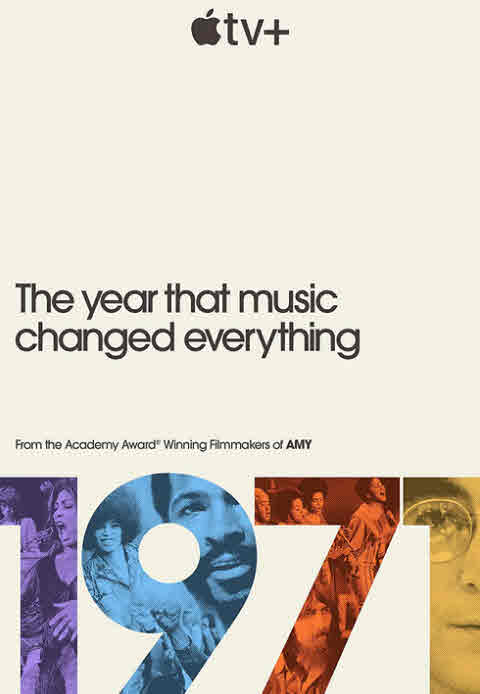 tv+
The year that music
changed everything
From the Academy Award® Winning Filmmakers of AMY
1971